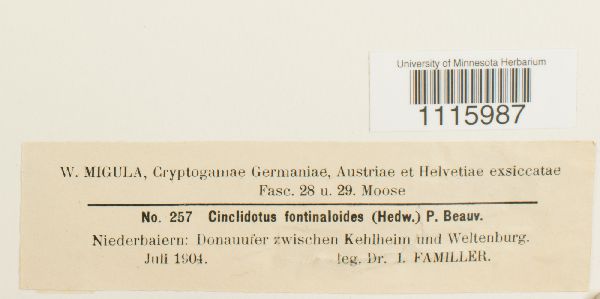 University of Minnesota Herbarium
1115987
W. MIGULA, Cryptogamae Germaniae, Austriae et Helvetiae exsiccatae
Fasc. 28 u. 29. Moose
No. 257 Cinclidotus fontinaloides (Hedw.) P. Beauv.
Niederbaiern: Donauufer zwischen Kehlheim und Weltenburg.
Juli 1904. leg. Dr. I. FAMILLER.